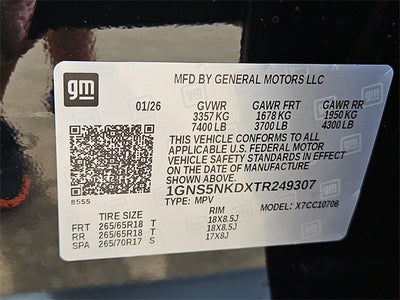 gm
MFD BY GENERAL MOTORS LLC
01/26 GVWR GAWR FRT GAWR RR
3357 KG 1678 KG 1950 KG
7400 LB 3700 LB 4300 LB
THIS VEHICLE CONFORMS TO ALL
APPLICABLE U.S. FEDERAL MOTOR
VEHICLE SAFETY STANDARDS IN EFFECT
ON THE DATE OF MANUFACTURE
SHOWN ABOVE.
1GNS5NKDXTR249307
8555
TYPE: MPV MODEL: X7CC10706
TIRE SIZE RIM
FRT 265/65R18 T 18X8.5J
RR 265/65R18 T 18X8.5J
SPA 265/70R17 S 17X8J